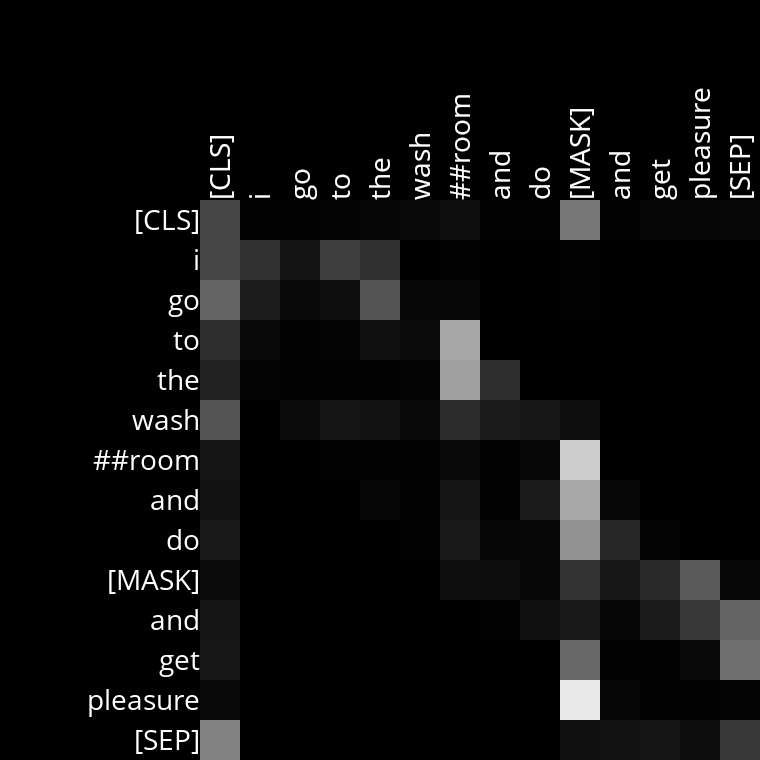 [CLS] i go to the wash ##room and do [MASK] and get pleasure [SEP]
[CLS]
i
go
to
the
wash
##room
and
do
[MASK]
and
get
pleasure
[SEP]